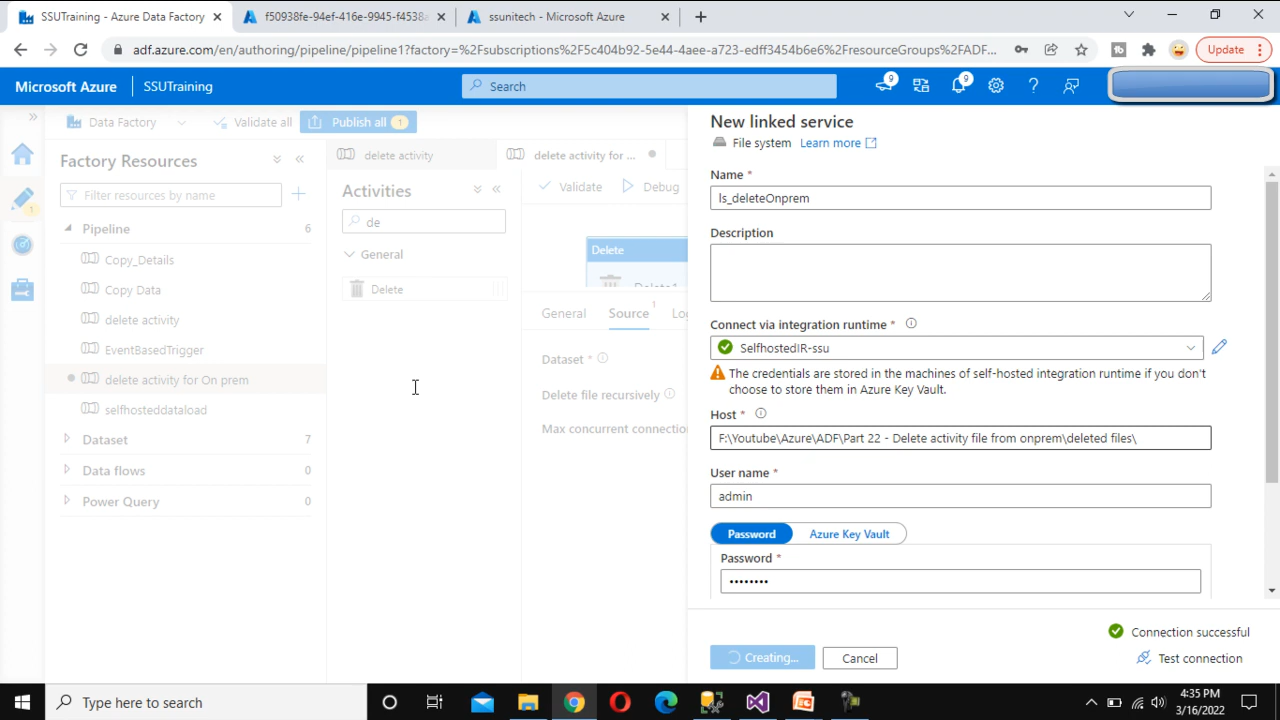 SSUTraining - Azure Data Factory
f50938fe-94ef-416e-9945-f4538a
ssunitech - Microsoft Azure
adf.azure.com/en/authoring/pipeline/pipeline1?factory=%2Fsubscriptions%2F5c404b92-5e44-4aee-a723-edff3454b6e6%2FresourceGroups%2FADF...
Update
Microsoft Azure
SSUTraining
Search
9
9
Data Factory
Validate all
Publish all
1
Factory Resources
Filter resources by name
Pipeline
6
Copy_Details
Copy Data
delete activity
EventBasedTrigger
delete activity for On prem
selfhosteddataload
Dataset
7
Data flows
0
Power Query
0
delete activity
delete activity for ...
Activities
de
General
Delete
Validate
Debug
Delete
Delete1
General
Source
1
Lo
Dataset *
Delete file recursively
Max concurrent connection
New linked service
File system
Learn more
Name *
ls_deleteOnprem
Description
Connect via integration runtime *
SelfhostedIR-ssu
The credentials are stored in the machines of self-hosted integration runtime if you don't
choose to store them in Azure Key Vault.
Host *
F:\Youtube\Azure\ADF\Part 22 - Delete activity file from onprem\deleted files\
User name *
admin
Password
Azure Key Vault
Password *
••••••••
Creating...
Cancel
Connection successful
Test connection
Type here to search
4:35 PM
3/16/2022